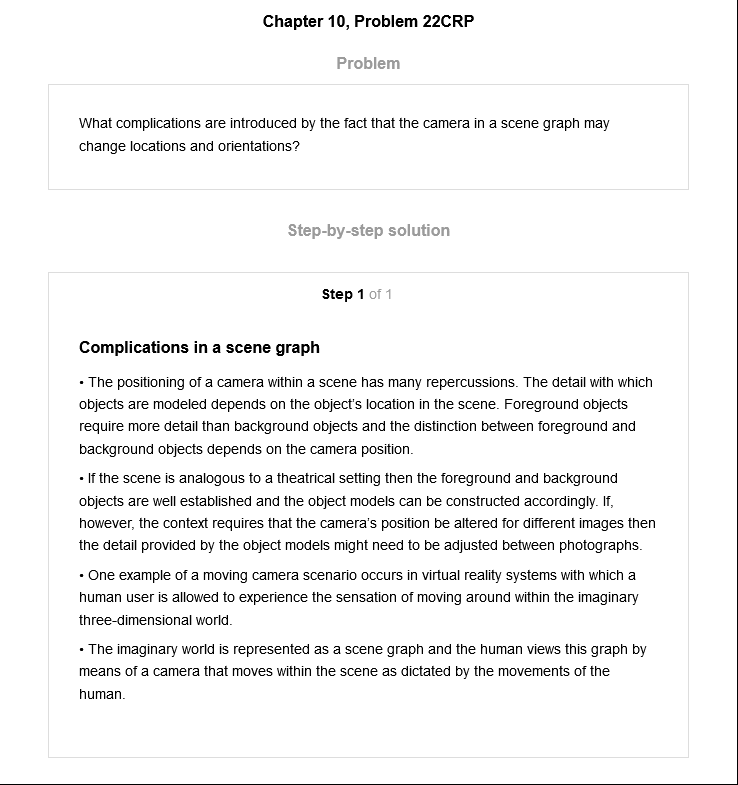 Chapter 10, Problem 22CRP
Problem
What complications are introduced by the fact that the camera in a scene graph may
change locations and orientations?
Step-by-step solution
Step 1 of 1
Complications in a scene graph
• The positioning of a camera within a scene has many repercussions. The detail with which
objects are modeled depends on the object's location in the scene. Foreground objects
require more detail than background objects and the distinction between foreground and
background objects depends on the camera position.
• If the scene is analogous to a theatrical setting then the foreground and background
objects are well established and the object models can be constructed accordingly. If,
however, the context requires that the camera's position be altered for different images then
the detail provided by the object models might need to be adjusted between photographs.
• One example of a moving camera scenario occurs in virtual reality systems with which a
human user is allowed to experience the sensation of moving around within the imaginary
three-dimensional world.
• The imaginary world is represented as a scene graph and the human views this graph by
means of a camera that moves within the scene as dictated by the movements of the
human.